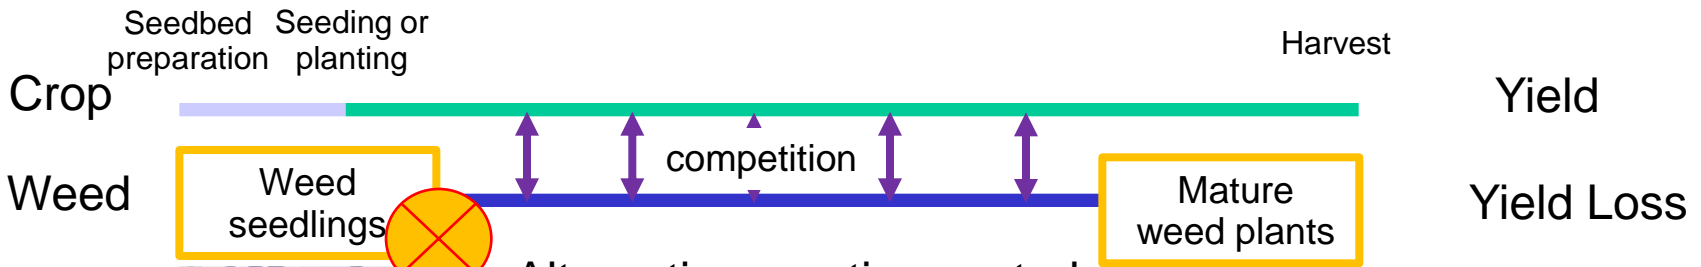 Seedbed Seeding or
preparation planting
Harvest
Crop
Yield
competition
Weed
Weed
seedlings
Mature
weed plants
Yield Loss